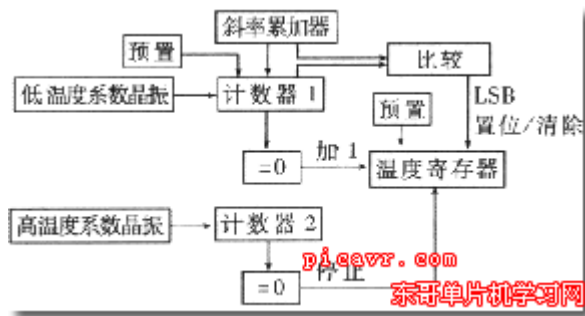 斜率累加器
预置
比较
低温度系数晶振
计数器 1
LSB
置位/清除
预置
=0
加 1
温度寄存器
高温度系数晶振
计数器 2
=0
停止
picavr.com
东哥单片机学习网